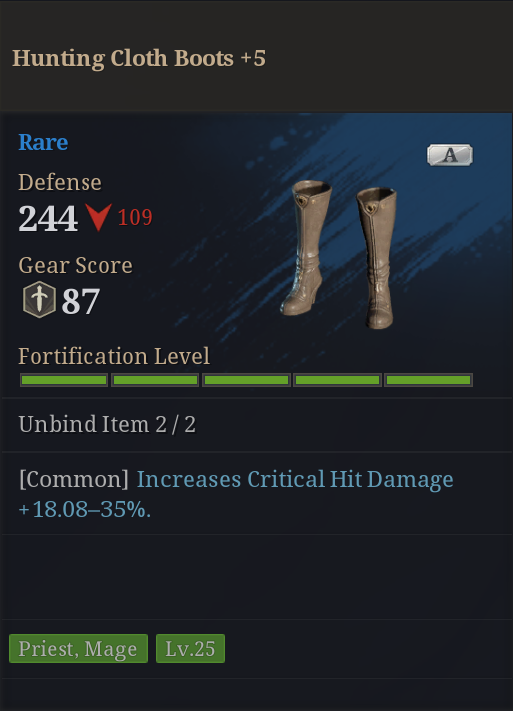 Hunting Cloth Boots +5
Rare
A
Defense
244 109
Gear Score
87
Fortification Level
Unbind Item 2 / 2
[Common] Increases Critical Hit Damage
+18.08–35%.
Priest, Mage Lv.25